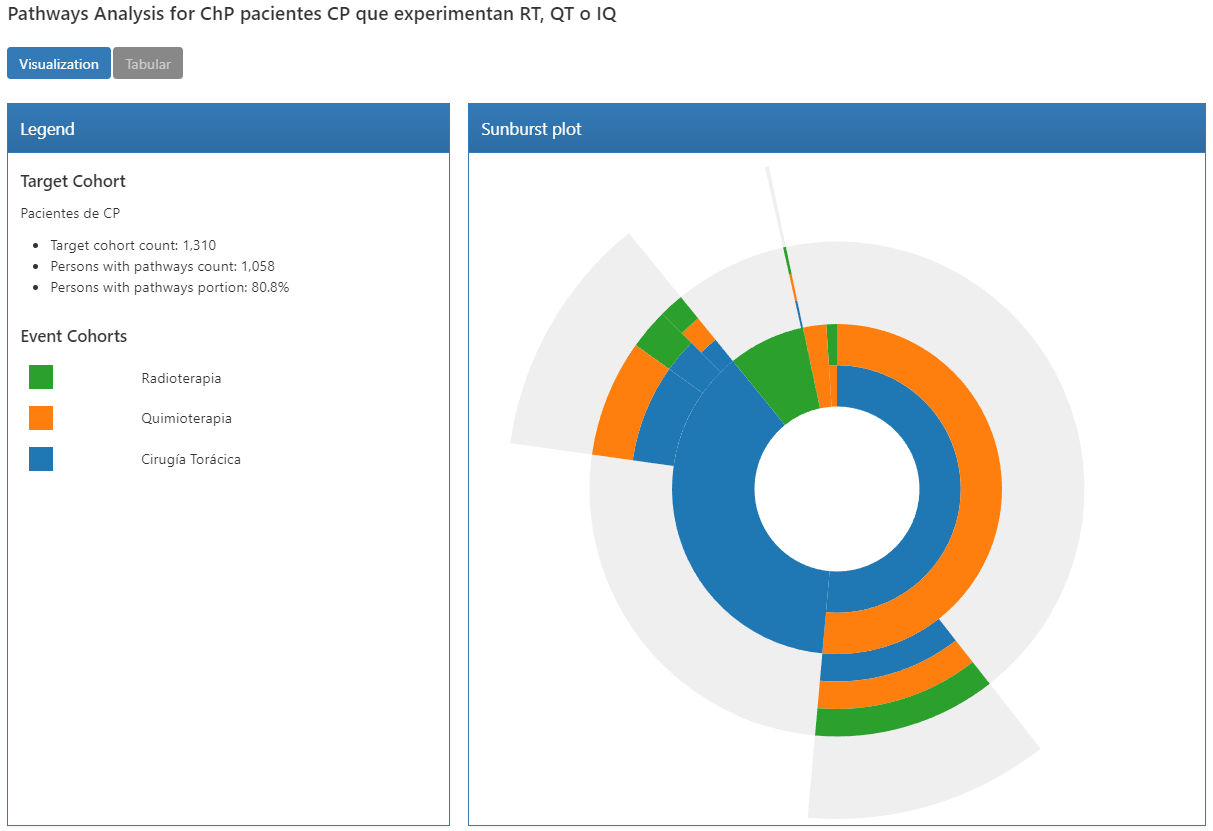 Pathways Analysis for ChP pacientes CP que experimentan RT, QT o IQ
Visualization
Tabular
Legend
Target Cohort
Pacientes de CP
Target cohort count: 1,310
Persons with pathways count: 1,058
Persons with pathways portion: 80.8%
Event Cohorts
Radioterapia
Quimioterapia
Cirugía Torácica
Sunburst plot